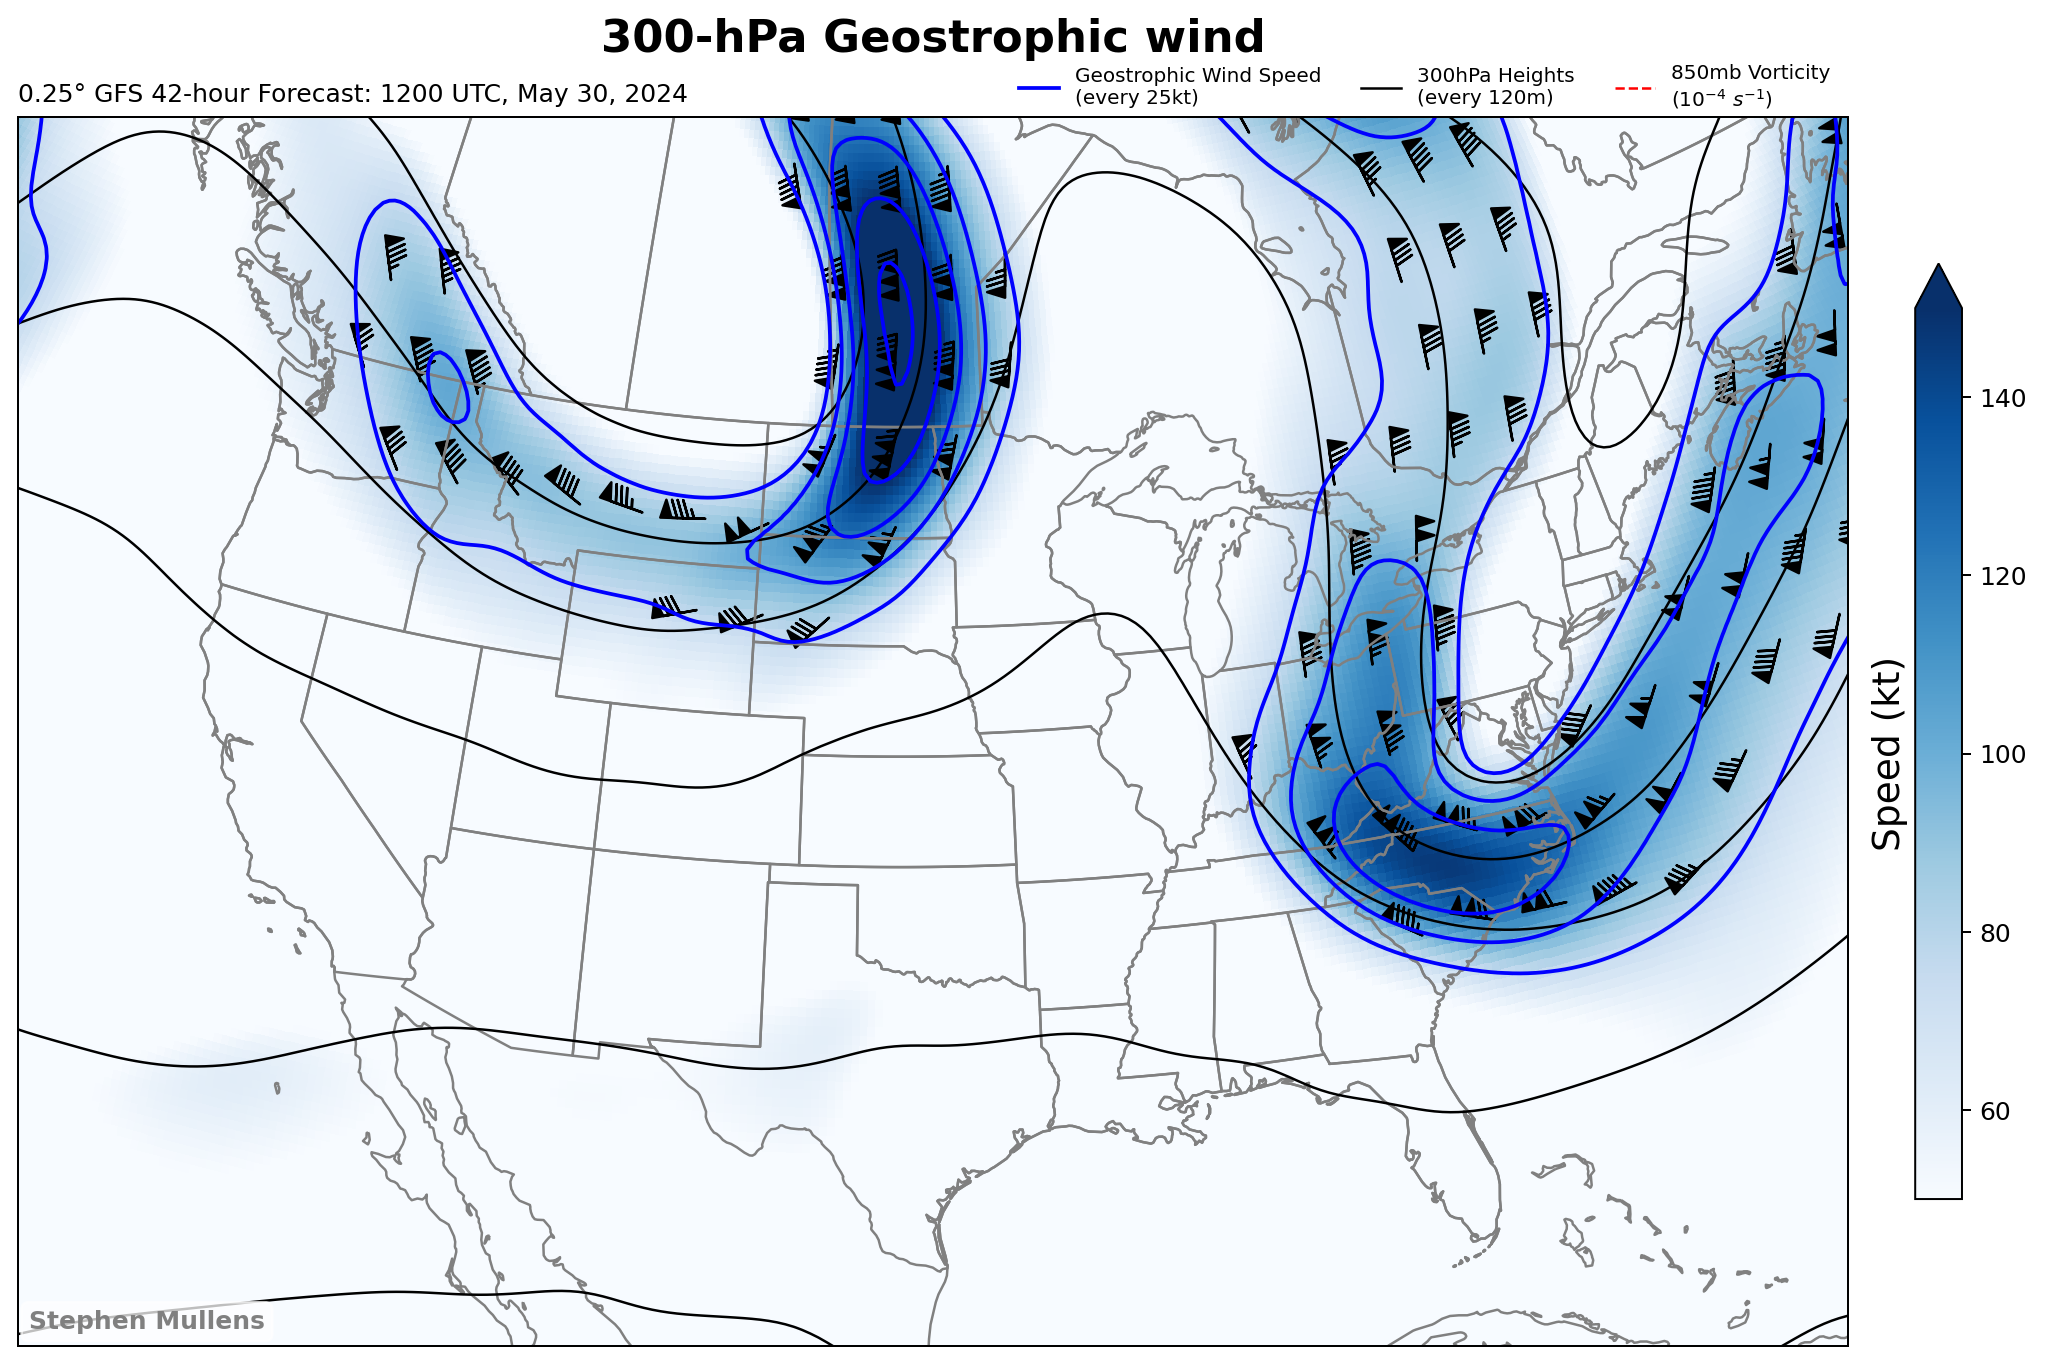 300-hPa Geostrophic wind
0.25° GFS 42-hour Forecast: 1200 UTC, May 30, 2024
Geostrophic Wind Speed
(every 25kt)
300hPa Heights
(every 120m)
850mb Vorticity
(10⁻⁴ s⁻¹)
140
120
100
80
60
Speed (kt)
Stephen Mullens